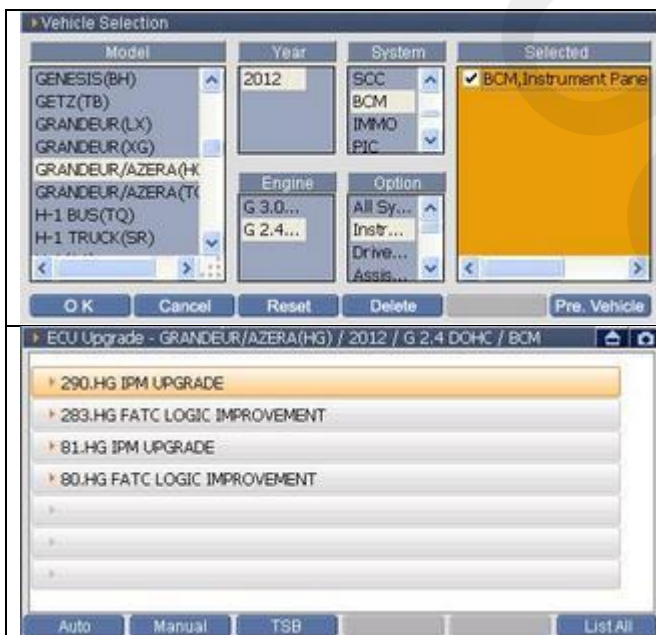 Vehicle Selection
Model
GENESIS(BH)
GETZ(TB)
GRANDEUR(LX)
GRANDEUR(XG)
GRANDEUR/AZERA(
GRANDEUR/AZERA(T
H-1 BUS(TQ)
H-1 TRUCK(SR)
Year
2012
Engine
G 3.0...
G 2.4...
System
SCC
BCM
IMMO
PIC
Option
All Sy...
Instr...
Drive...
Assis...
Selected
BCM,Instrument Pane
OK Cancel Reset Delete Pre. Vehicle
ECU Upgrade - GRANDEUR/AZERA(HG) / 2012 / G 2.4 DOHC / BCM
290.HG IPM UPGRADE
283.HG FATC LOGIC IMPROVEMENT
81.HG IPM UPGRADE
80.HG FATC LOGIC IMPROVEMENT
Auto Manual TSB List All